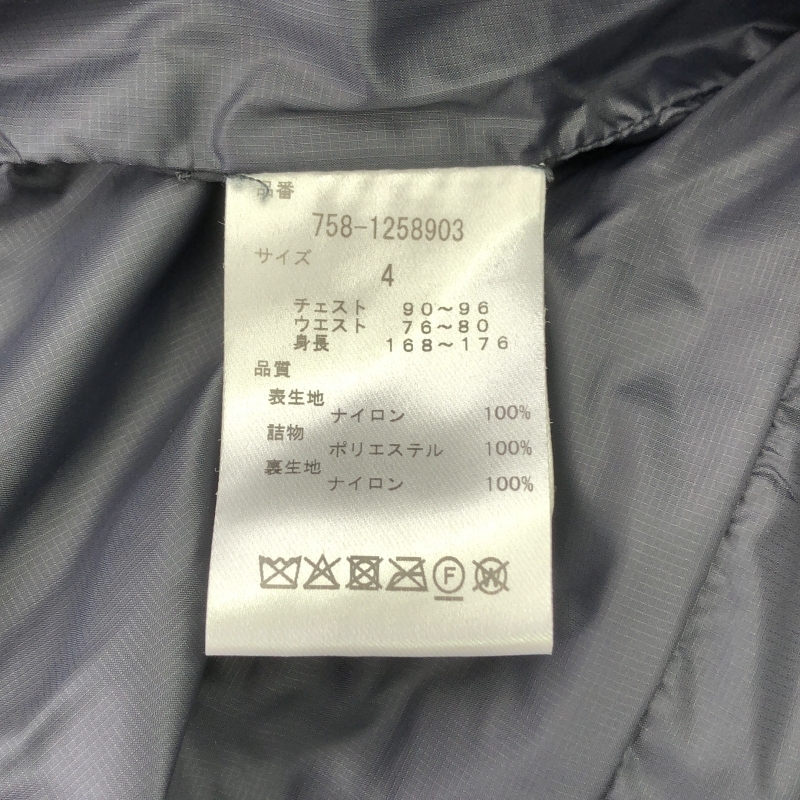 品番
758-1258903
サイズ
4
チェスト 90～96
ウエスト 76～80
身長 168～176
品質
表生地
ナイロン 100%
詰物
ポリエステル 100%
裏生地
ナイロン 100%
F W